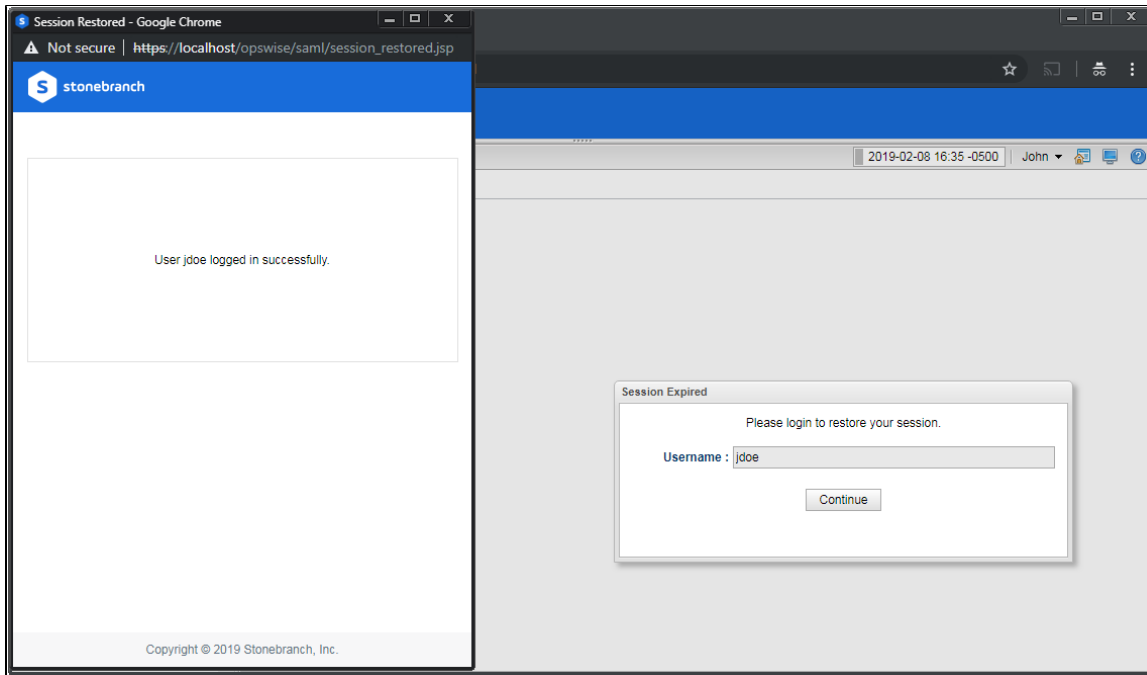 Session Restored - Google Chrome
Not secure | https://localhost/opswise/saml/session_restored.jsp
S stonebranch
User jdoe logged in successfully.
Copyright © 2019 Stonebranch, Inc.
2019-02-08 16:35 -0500 | John
Session Expired
Please login to restore your session.
Username : jdoe
Continue